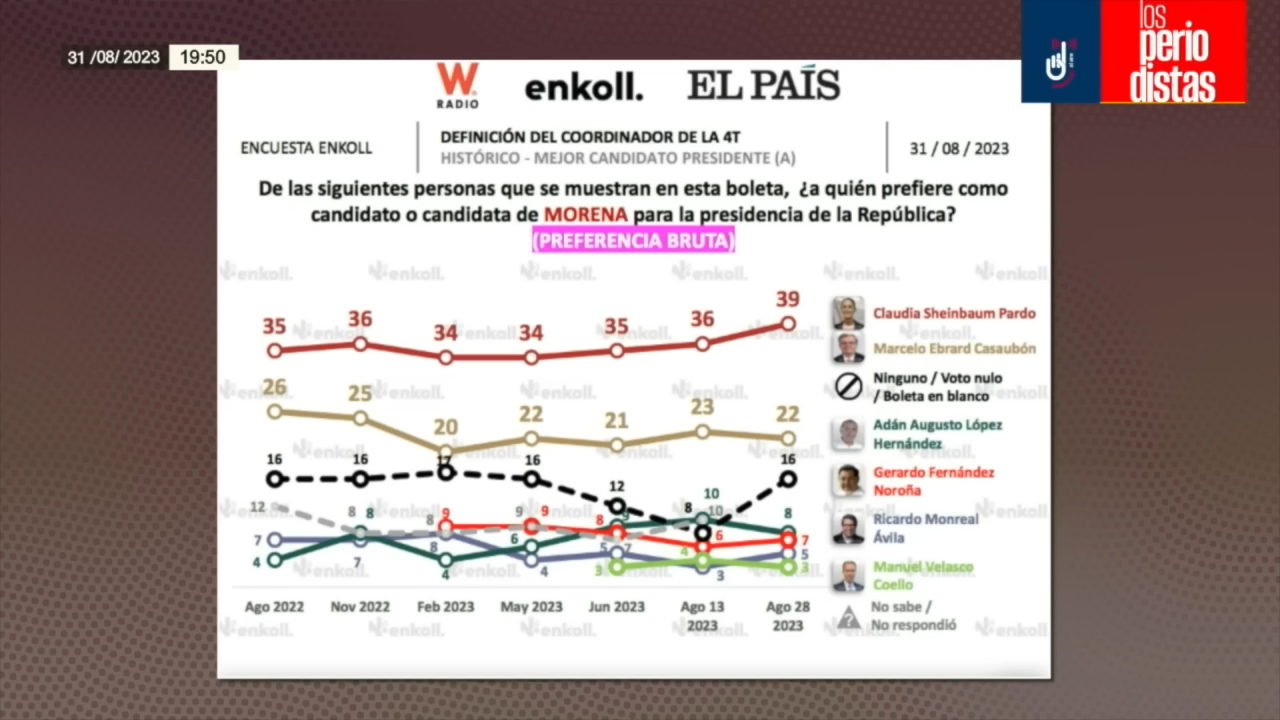 31 /08/ 2023 19:50
los
perio
distas
W
RADIO
enkoll.
EL PAÍS
ENCUESTA ENKOLL
DEFINICIÓN DEL COORDINADOR DE LA 4T
HISTÓRICO - MEJOR CANDIDATO PRESIDENTE (A)
31 / 08 / 2023
De las siguientes personas que se muestran en esta boleta, ¿a quién prefiere como
candidato o candidata de MORENA para la presidencia de la República?
(PREFERENCIA BRUTA)
35 36 34 34 35 36 39
26 25 20 22 21 23 22
16 16 17 16 12 8 16
12 8 8 9 7 10
4 8 4 6 9 10 8
9 9 8 6 7
7 7 8 4 5 3 5
3 4 3
Claudia Sheinbaum Pardo
Marcelo Ebrard Casaubón
Ninguno / Voto nulo
/ Boleta en blanco
Adán Augusto López
Hernández
Gerardo Fernández
Noroña
Ricardo Monreal
Ávila
Manuel Velasco
Coello
No sabe /
No respondió
Ago 2022 Nov 2022 Feb 2023 May 2023 Jun 2023 Ago 13 Ago 28
2023 2023